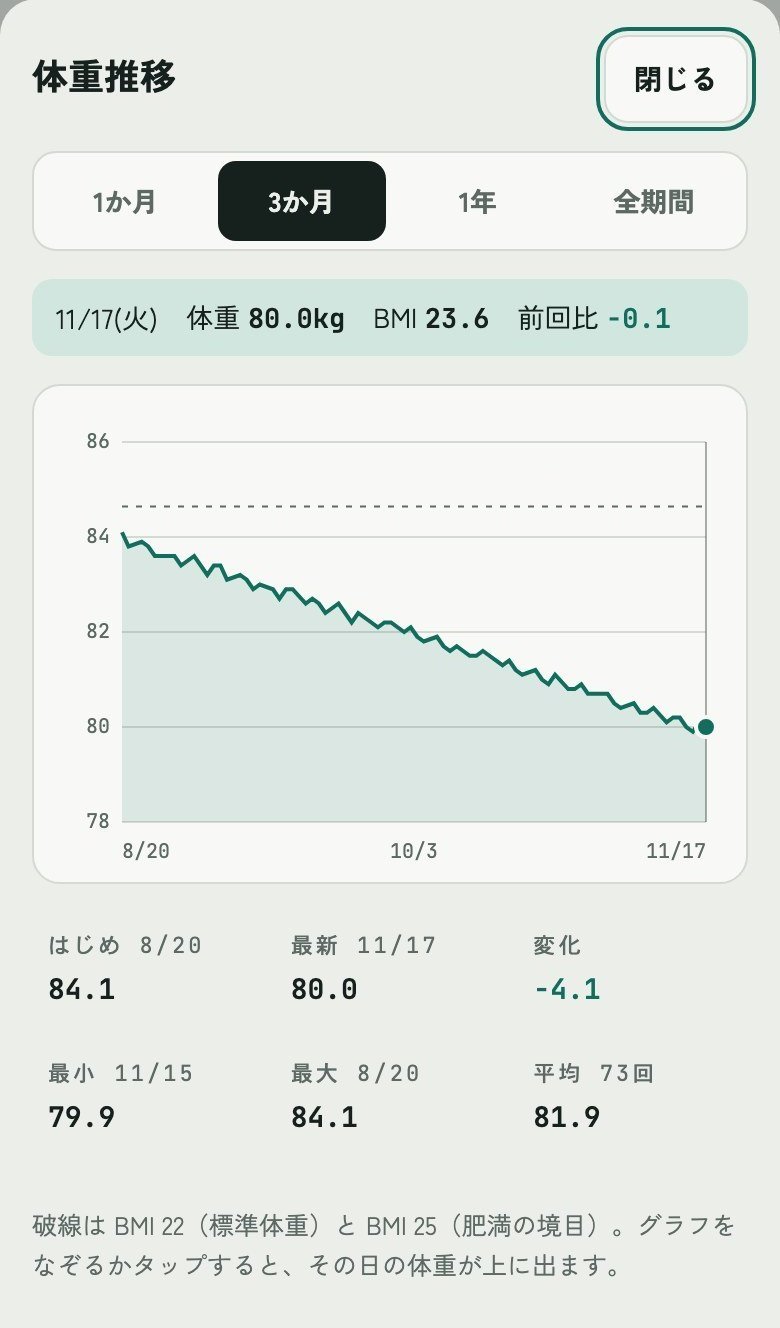 体重推移
閉じる
1か月 3か月 1年 全期間
11/17(火) 体重 80.0kg BMI 23.6 前回比 -0.1
86
84
82
80
78
8/20 10/3 11/17
はじめ 8/20 最新 11/17 変化
84.1 80.0 -4.1
最小 11/15 最大 8/20 平均 73回
79.9 84.1 81.9
破線は BMI 22（標準体重）と BMI 25（肥満の境目）。グラフを
なぞるかタップすると、その日の体重が上に出ます。